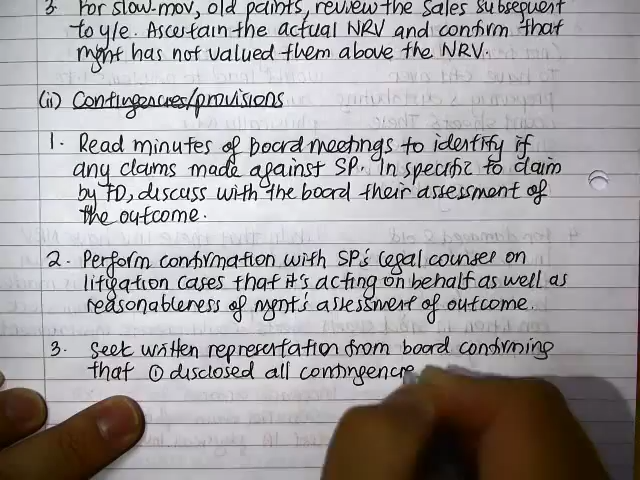 3. For slow-mov, old paints, review the sales subsequent
to y/e. Ascertain the actual NRV and confirm that
mgnt has not valued them above the NRV.
(ii) Contingencies/provisions
1. Read minutes of board meetings to identify if
any claims made against SP. In specific to claim
by FD, discuss with the board their assessment of
the outcome.
2. Perform confirmation with SP's legal counsel on
litigation cases that it's acting on behalf as well as
reasonableness of mgnt's assessment of outcome.
3. Seek written representation from board confirming
that ① disclosed all contingencie